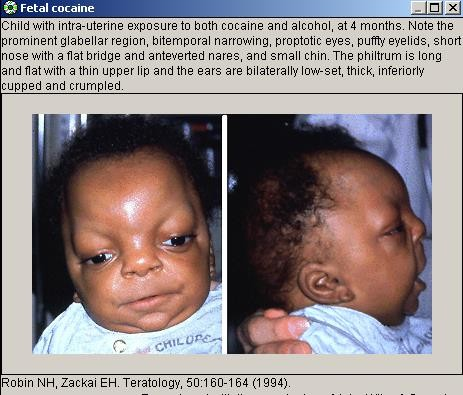 Fetal cocaine
Child with intra-uterine exposure to both cocaine and alcohol, at 4 months. Note the
prominent glabellar region, bitemporal narrowing, proptotic eyes, puffty eyelids, short
nose with a flat bridge and anteverted nares, and small chin. The philtrum is long
and flat with a thin upper lip and the ears are bilaterally low-set, thick, inferiorly
cupped and crumpled.
Robin NH, Zackai EH. Teratology, 50:160-164 (1994).